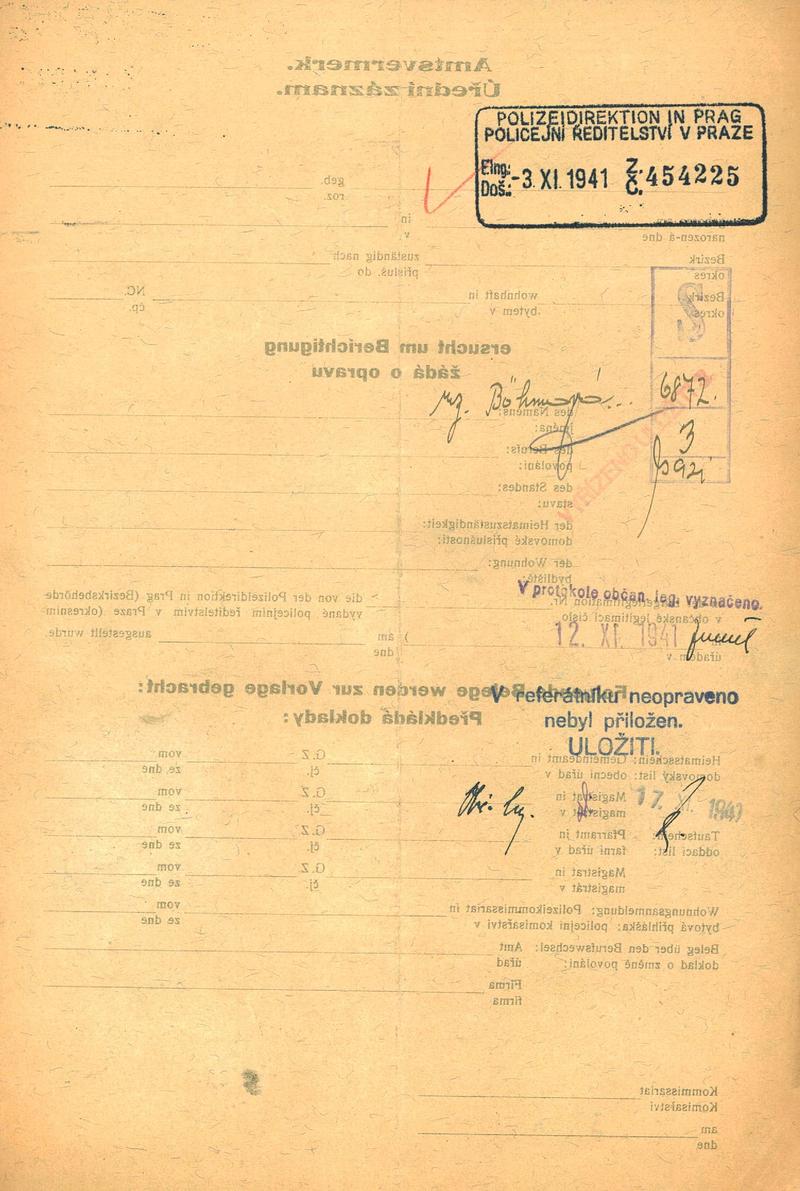 Amtsvermerk.
Úřední záznam.
POLIZEIDIREKTION IN PRAG
POLICEJNÍ ŘEDITELSTVÍ V PRAZE
Eing.: Z.
Doš.: -3. XI. 1941 Č. 454225
geb.
roz.
in
v
narozen-á dne
Bezirk zuständig nach
okres přísluš. do
Bezirk wohnhaft in NC.
okres bytem v čp.
S
ersucht um Berichtigung
žádá o opravu
6872.
des Namens:
jména:
3
des Berufs:
povolání:
des Standes:
stavu:
der Heimatszuständigkeit:
domovské příslušnosti:
der Wohnung:
bydliště:
V protokole občan. leg. vyznačeno.
die von der Polizeidirektion in Prag (Bezirksbehörde
vydané policejním ředitelstvím v Praze (okresním
v občanské legitimaci číslo
12. XI. 1941
) am ausgestellt wurde.
úřadem v dne
Belege werden zur Vorlage gebracht:
Předkládá doklady:
V referátníku neopraveno
nebyl přiložen.
ULOŽITI.
Heimatsschein: Gemeindeamt in G. Z. vom
domovský list: obecní úřad v čj. ze dne
Magistrat in G. Z. vom
magistrát v čj. ze dne
17. XI. 1941
Trautschein: Pfarramt in G. Z. vom
oddací list: farní úřad v čj. ze dne
Magistrat in G. Z. vom
magistrát v čj. ze dne
Wohnungsanmeldung: Polizeikommissariat in vom
bytová přihláška: policejní komisařství v ze dne
Beleg über den Berufswechsel: Amt
doklad o změně povolání: úřad
Firma
firma
Kommissariat
Komisařství
am
dne